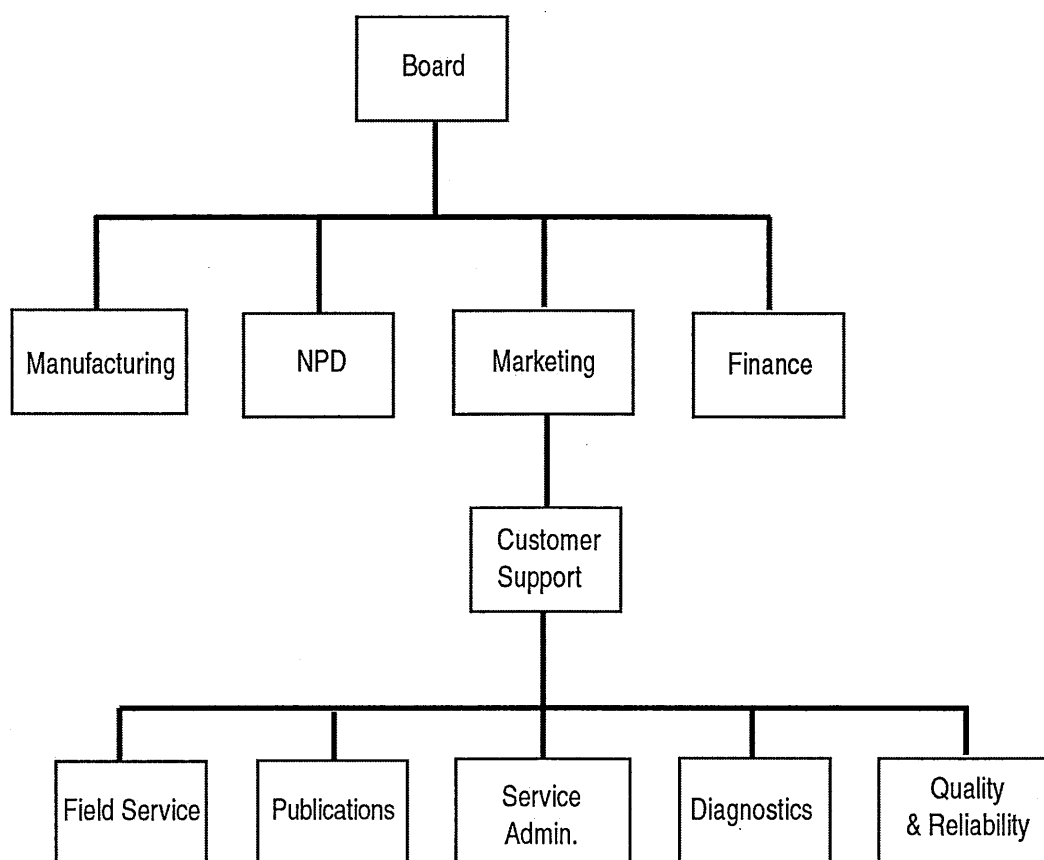 Board
Manufacturing
NPD
Marketing
Finance
Customer
Support
Field Service
Publications
Service
Admin.
Diagnostics
Quality
& Reliability